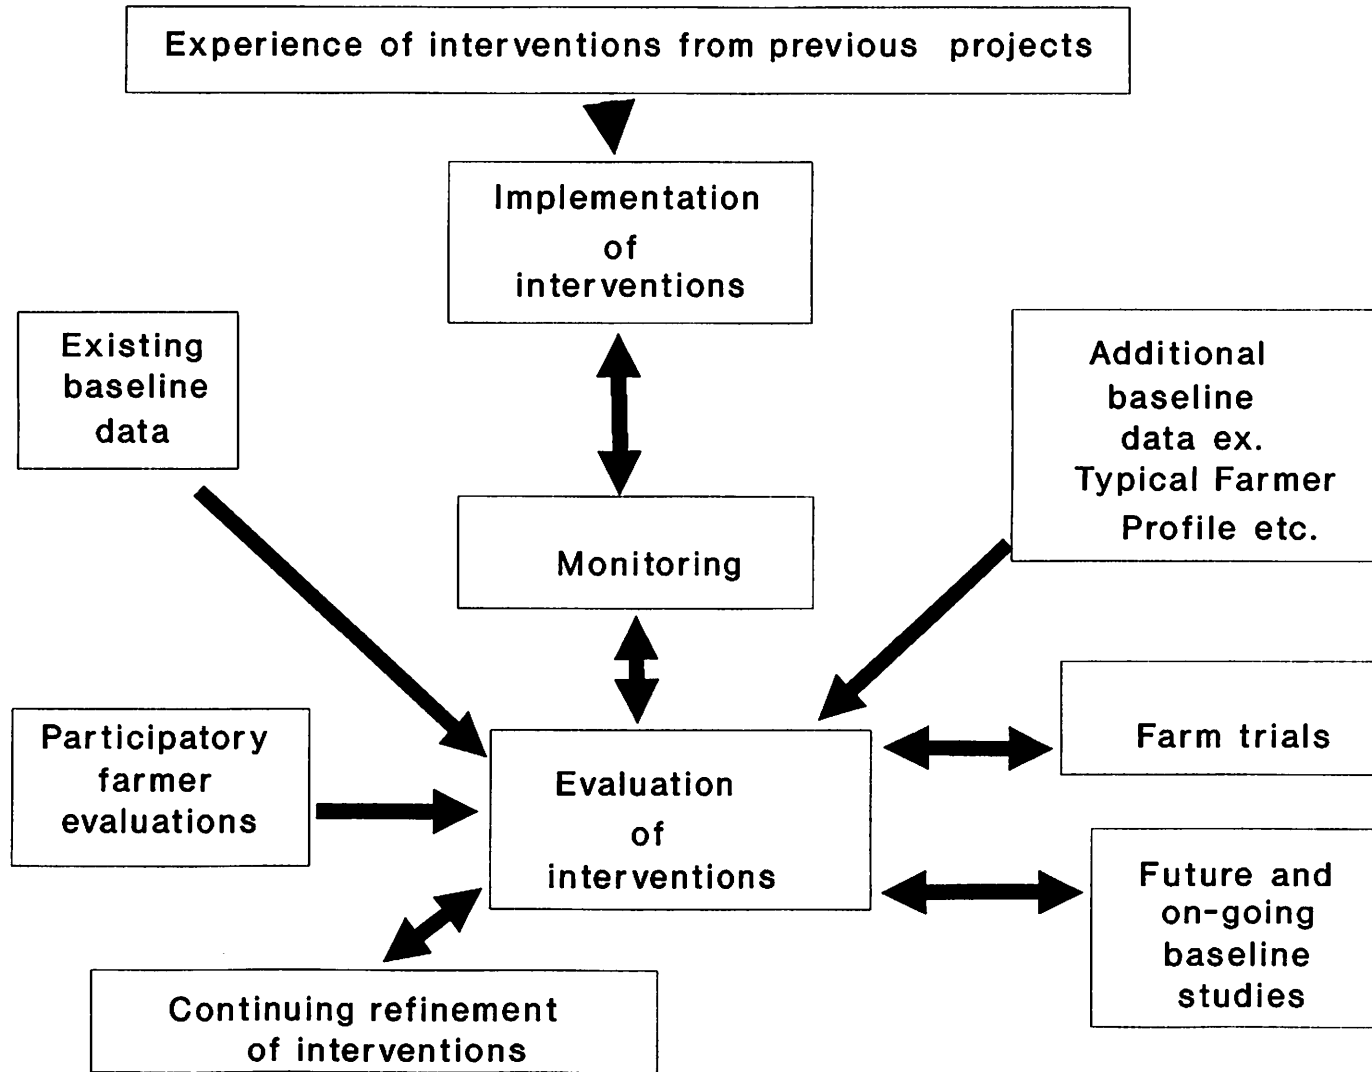 Experience of interventions from previous projects
Implementation
of
interventions
Existing
baseline
data
Additional
baseline
data ex.
Typical Farmer
Profile etc.
Monitoring
Participatory
farmer
evaluations
Evaluation
of
interventions
Farm trials
Future and
on-going
baseline
studies
Continuing refinement
of interventions